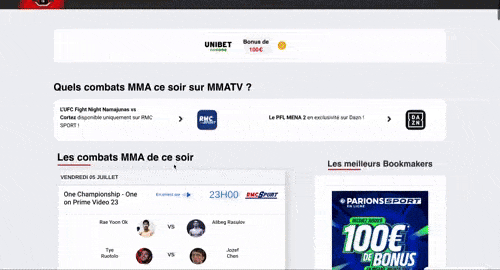 UNIBET
Bonus de
100€
Quels combats MMA ce soir sur MMATV ?
L'UFC Fight Night Namajunas vs
Cortez disponible uniquement sur RMC
SPORT !
RMC
SPORT
Le PFL MENA 2 en exclusivité sur Dazn !
DAZN
Les combats MMA de ce soir
Les meilleurs Bookmakers
VENDREDI 05 JUILLET
One Championship - One
on Prime Video 23
En direct sur
23H00
RMC SPORT
Rae Yoon Ok
VS
Alibeg Rasulov
Tye
Ruotolo
VS
Jozef
Chen
PARIONS SPORT
EN LIGNE
100€
DE BONUS